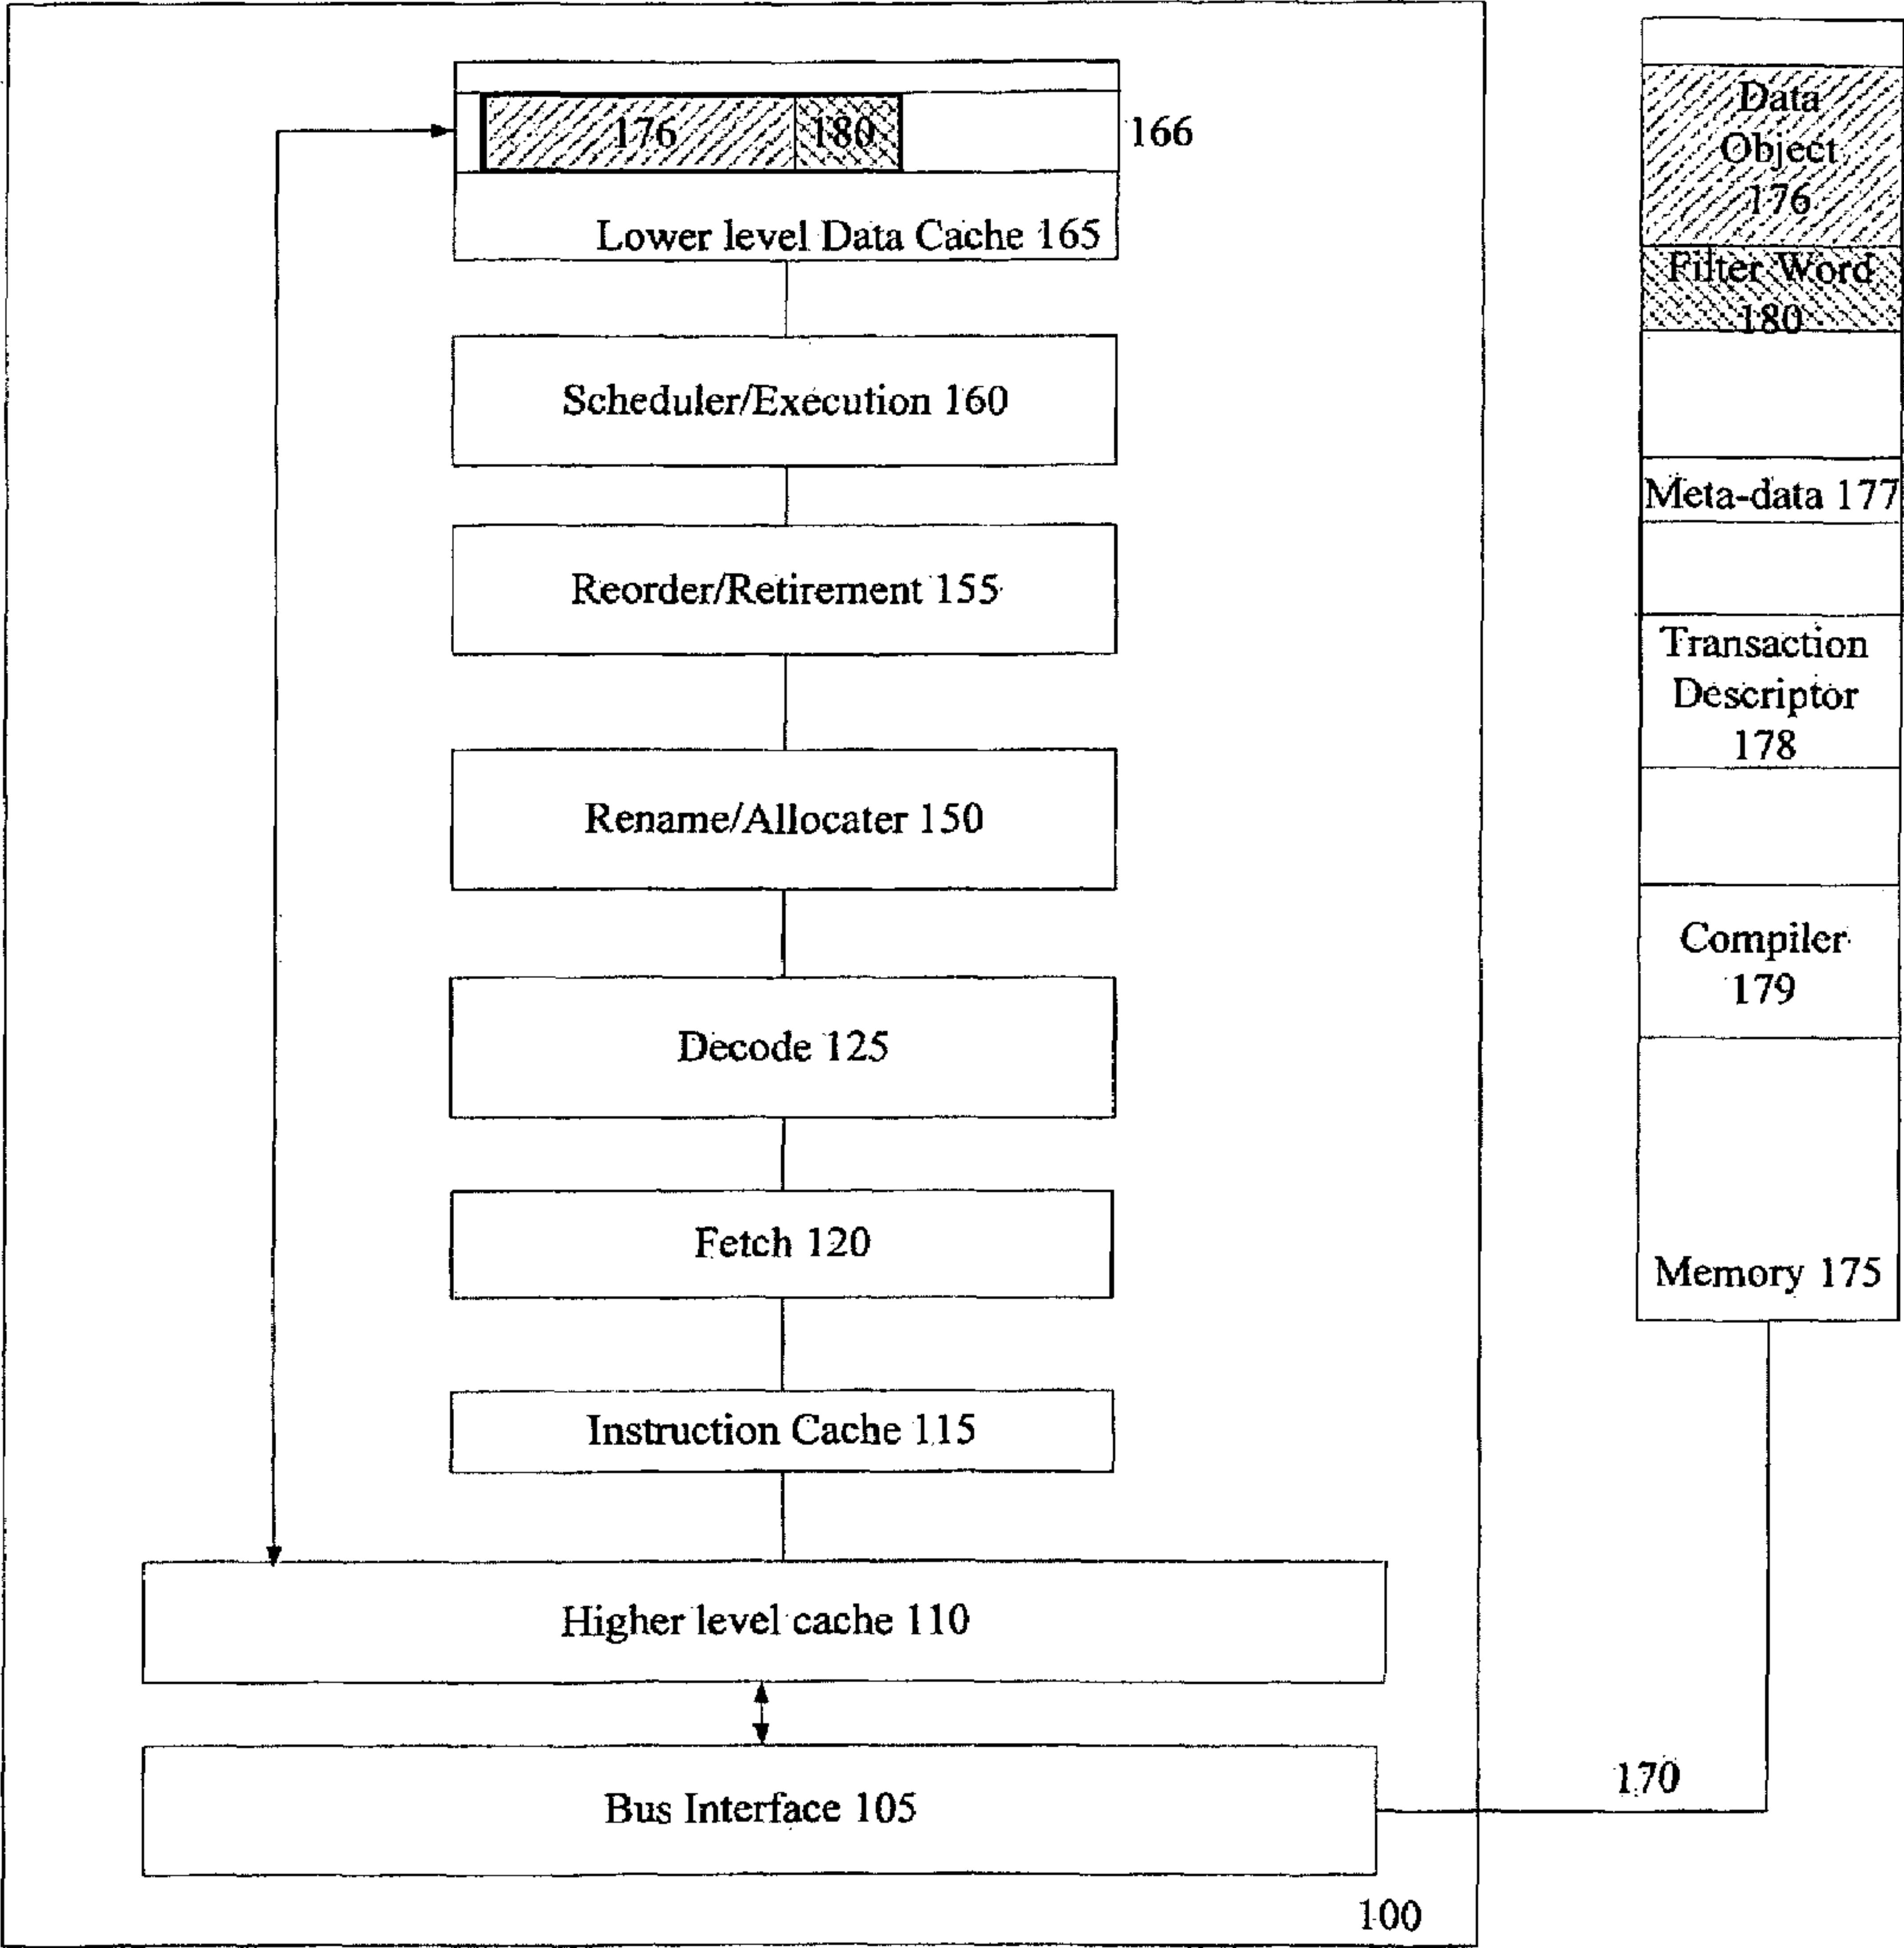 176
180
166
Lower level Data Cache 165
Scheduler/Execution 160
Reorder/Retirement 155
Rename/Allocater 150
Decode 125
Fetch 120
Instruction Cache 115
Higher level cache 110
Bus Interface 105
100
170
Data
Object
176
Filter Word
180
Meta-data 177
Transaction
Descriptor
178
Compiler
179
Memory 175